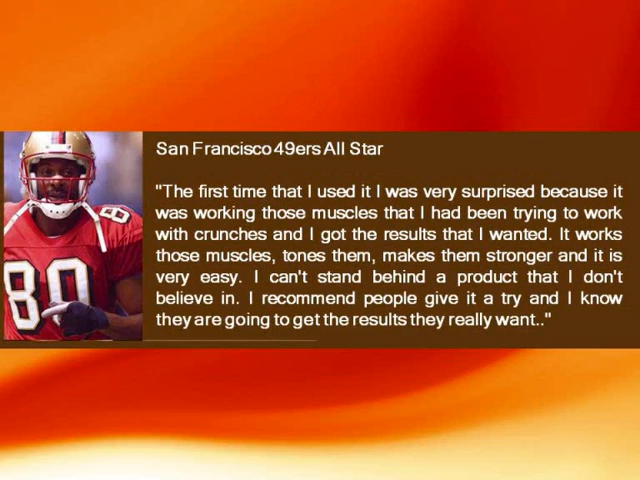 San Francisco 49ers All Star
"The first time that I used it I was very surprised because it
was working those muscles that I had been trying to work
with crunches and I got the results that I wanted. It works
those muscles, tones them, makes them stronger and it is
very easy. I can't stand behind a product that I don't
believe in. I recommend people give it a try and I know
they are going to get the results they really want.."
80
8